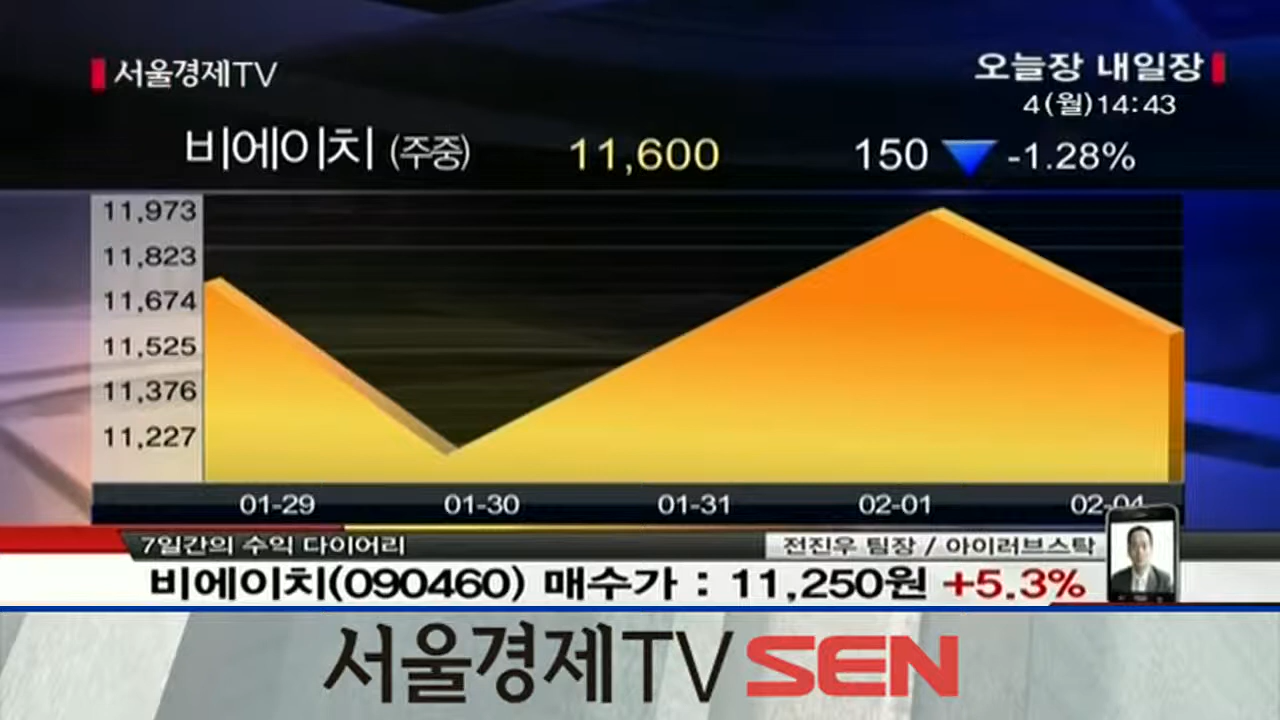 서울경제TV
오늘장 내일장
4(월)14:43
비에이치 (주중) 11,600 150 ▼ -1.28%
11,973
11,823
11,674
11,525
11,376
11,227
01-29 01-30 01-31 02-01 02-04
7일간의 수익 다이어리
전진우 팀장 / 아이러브스탁
비에이치(090460) 매수가 : 11,250원 +5.3%
서울경제TV SEN